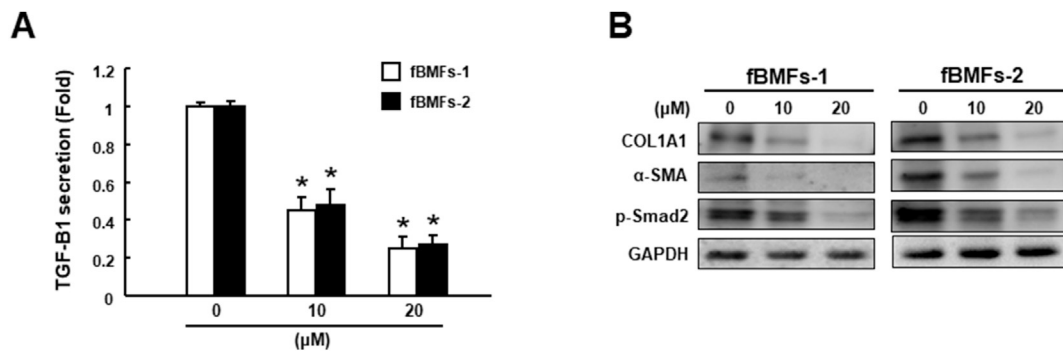 A
TGF-B1 secretion (Fold)
1.2
1
0.8
0.6
0.4
0.2
0
fBMFs-1
fBMFs-2
* *
* *
0 10 20
(µM)
B
fBMFs-1 fBMFs-2
(µM) 0 10 20 0 10 20
COL1A1
α-SMA
p-Smad2
GAPDH